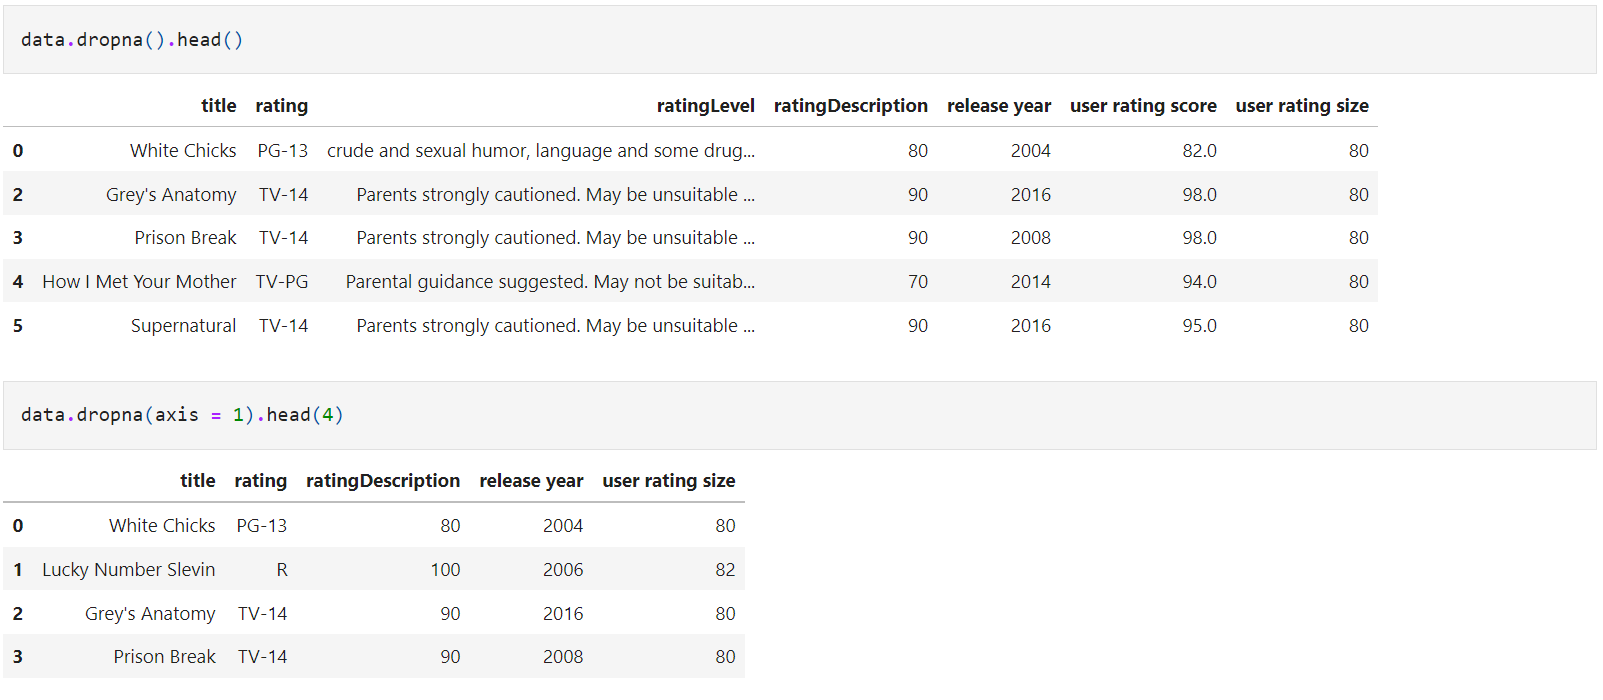 data.dropna().head()
title rating ratingLevel ratingDescription release year user rating score user rating size
0 White Chicks PG-13 crude and sexual humor, language and some drug... 80 2004 82.0 80
2 Grey's Anatomy TV-14 Parents strongly cautioned. May be unsuitable ... 90 2016 98.0 80
3 Prison Break TV-14 Parents strongly cautioned. May be unsuitable ... 90 2008 98.0 80
4 How I Met Your Mother TV-PG Parental guidance suggested. May not be suitab... 70 2014 94.0 80
5 Supernatural TV-14 Parents strongly cautioned. May be unsuitable ... 90 2016 95.0 80
data.dropna(axis = 1).head(4)
title rating ratingDescription release year user rating size
0 White Chicks PG-13 80 2004 80
1 Lucky Number Slevin R 100 2006 82
2 Grey's Anatomy TV-14 90 2016 80
3 Prison Break TV-14 90 2008 80